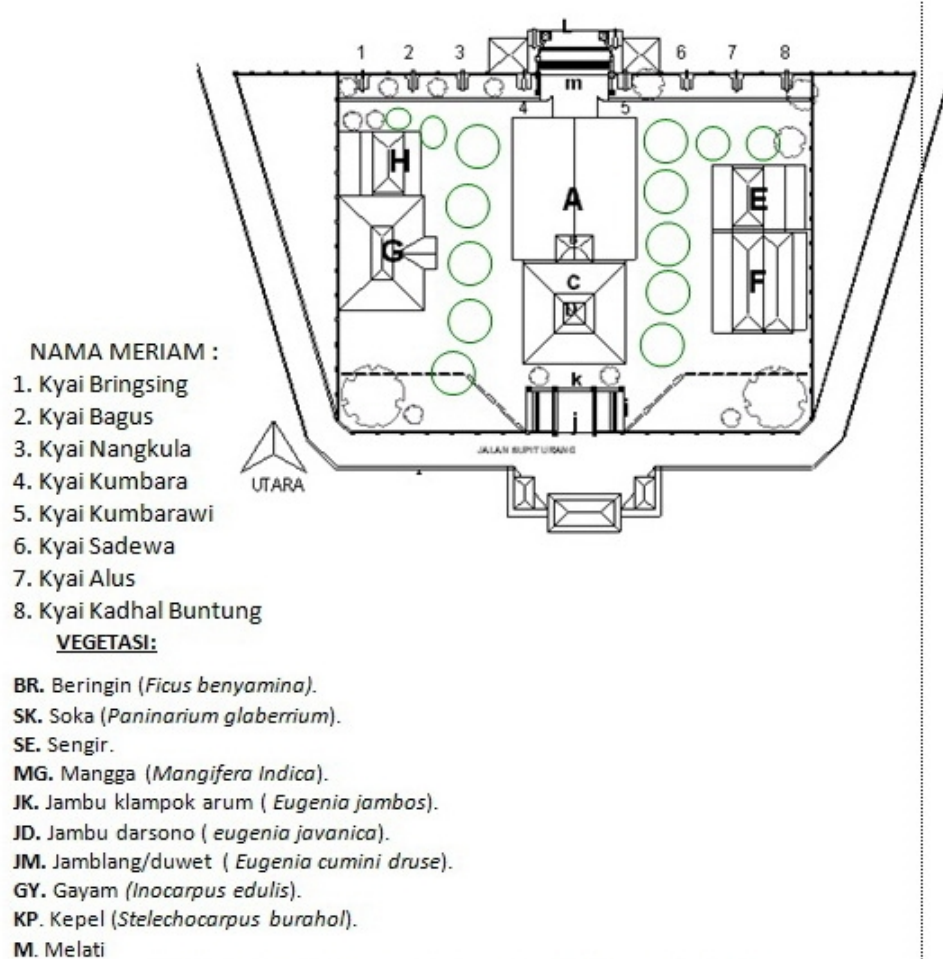 L
1 2 3 6 7 8
m
4 5
H
A
E
G
C
F
k
j
JALAN SUPIT URANG
UTARA
NAMA MERIAM :
1. Kyai Bringsing
2. Kyai Bagus
3. Kyai Nangkula
4. Kyai Kumbara
5. Kyai Kumbarawi
6. Kyai Sadewa
7. Kyai Alus
8. Kyai Kadhal Buntung
VEGETASI:
BR. Beringin (Ficus benyamina).
SK. Soka (Paninarium glaberrium).
SE. Sengir.
MG. Mangga (Mangifera Indica).
JK. Jambu klampok arum ( Eugenia jambos).
JD. Jambu darsono ( eugenia javanica).
JM. Jamblang/duwet ( Eugenia cumini druse).
GY. Gayam (Inocarpus edulis).
KP. Kepel (Stelechocarpus burahol).
M. Melati